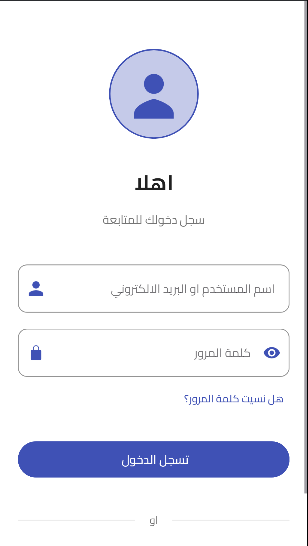 اهلا
سجل دخولك للمتابعة
اسم المستخدم او البريد الالكتروني
كلمة المرور
هل نسيت كلمة المرور؟
تسجل الدخول
او